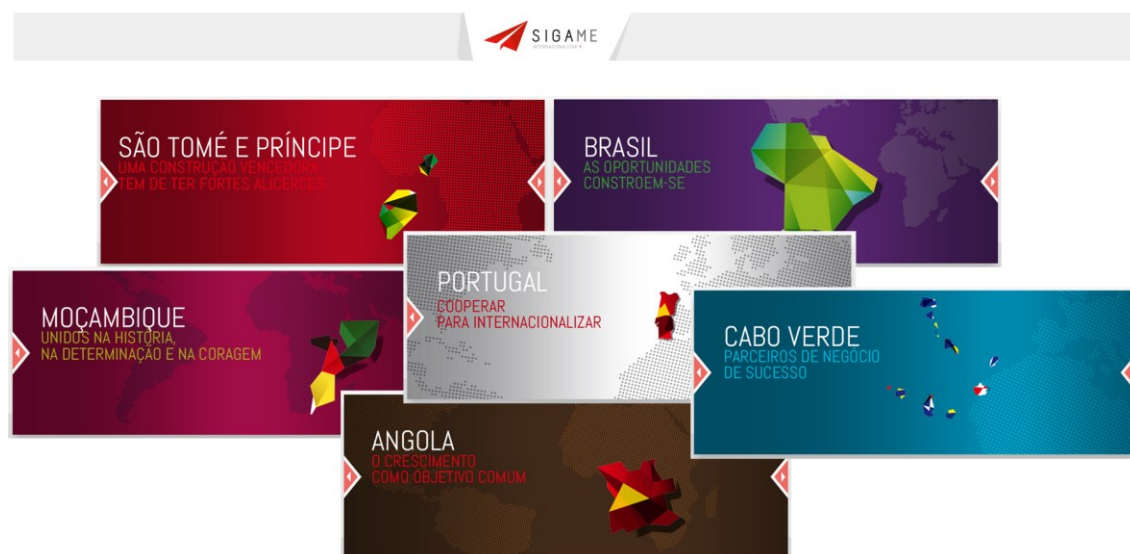 SIGAME
INTERNACIONALIZAR
SÃO TOMÉ E PRÍNCIPE
UMA CONSTRUÇÃO VENCEDORA
TEM DE TER FORTES ALICERCES
BRASIL
AS OPORTUNIDADES
CONSTROEM-SE
PORTUGAL
COOPERAR
PARA INTERNACIONALIZAR
MOÇAMBIQUE
UNIDOS NA HISTÓRIA,
NA DETERMINAÇÃO E NA CORAGEM
CABO VERDE
PARCEIROS DE NEGÓCIO
DE SUCESSO
ANGOLA
O CRESCIMENTO
COMO OBJETIVO COMUM